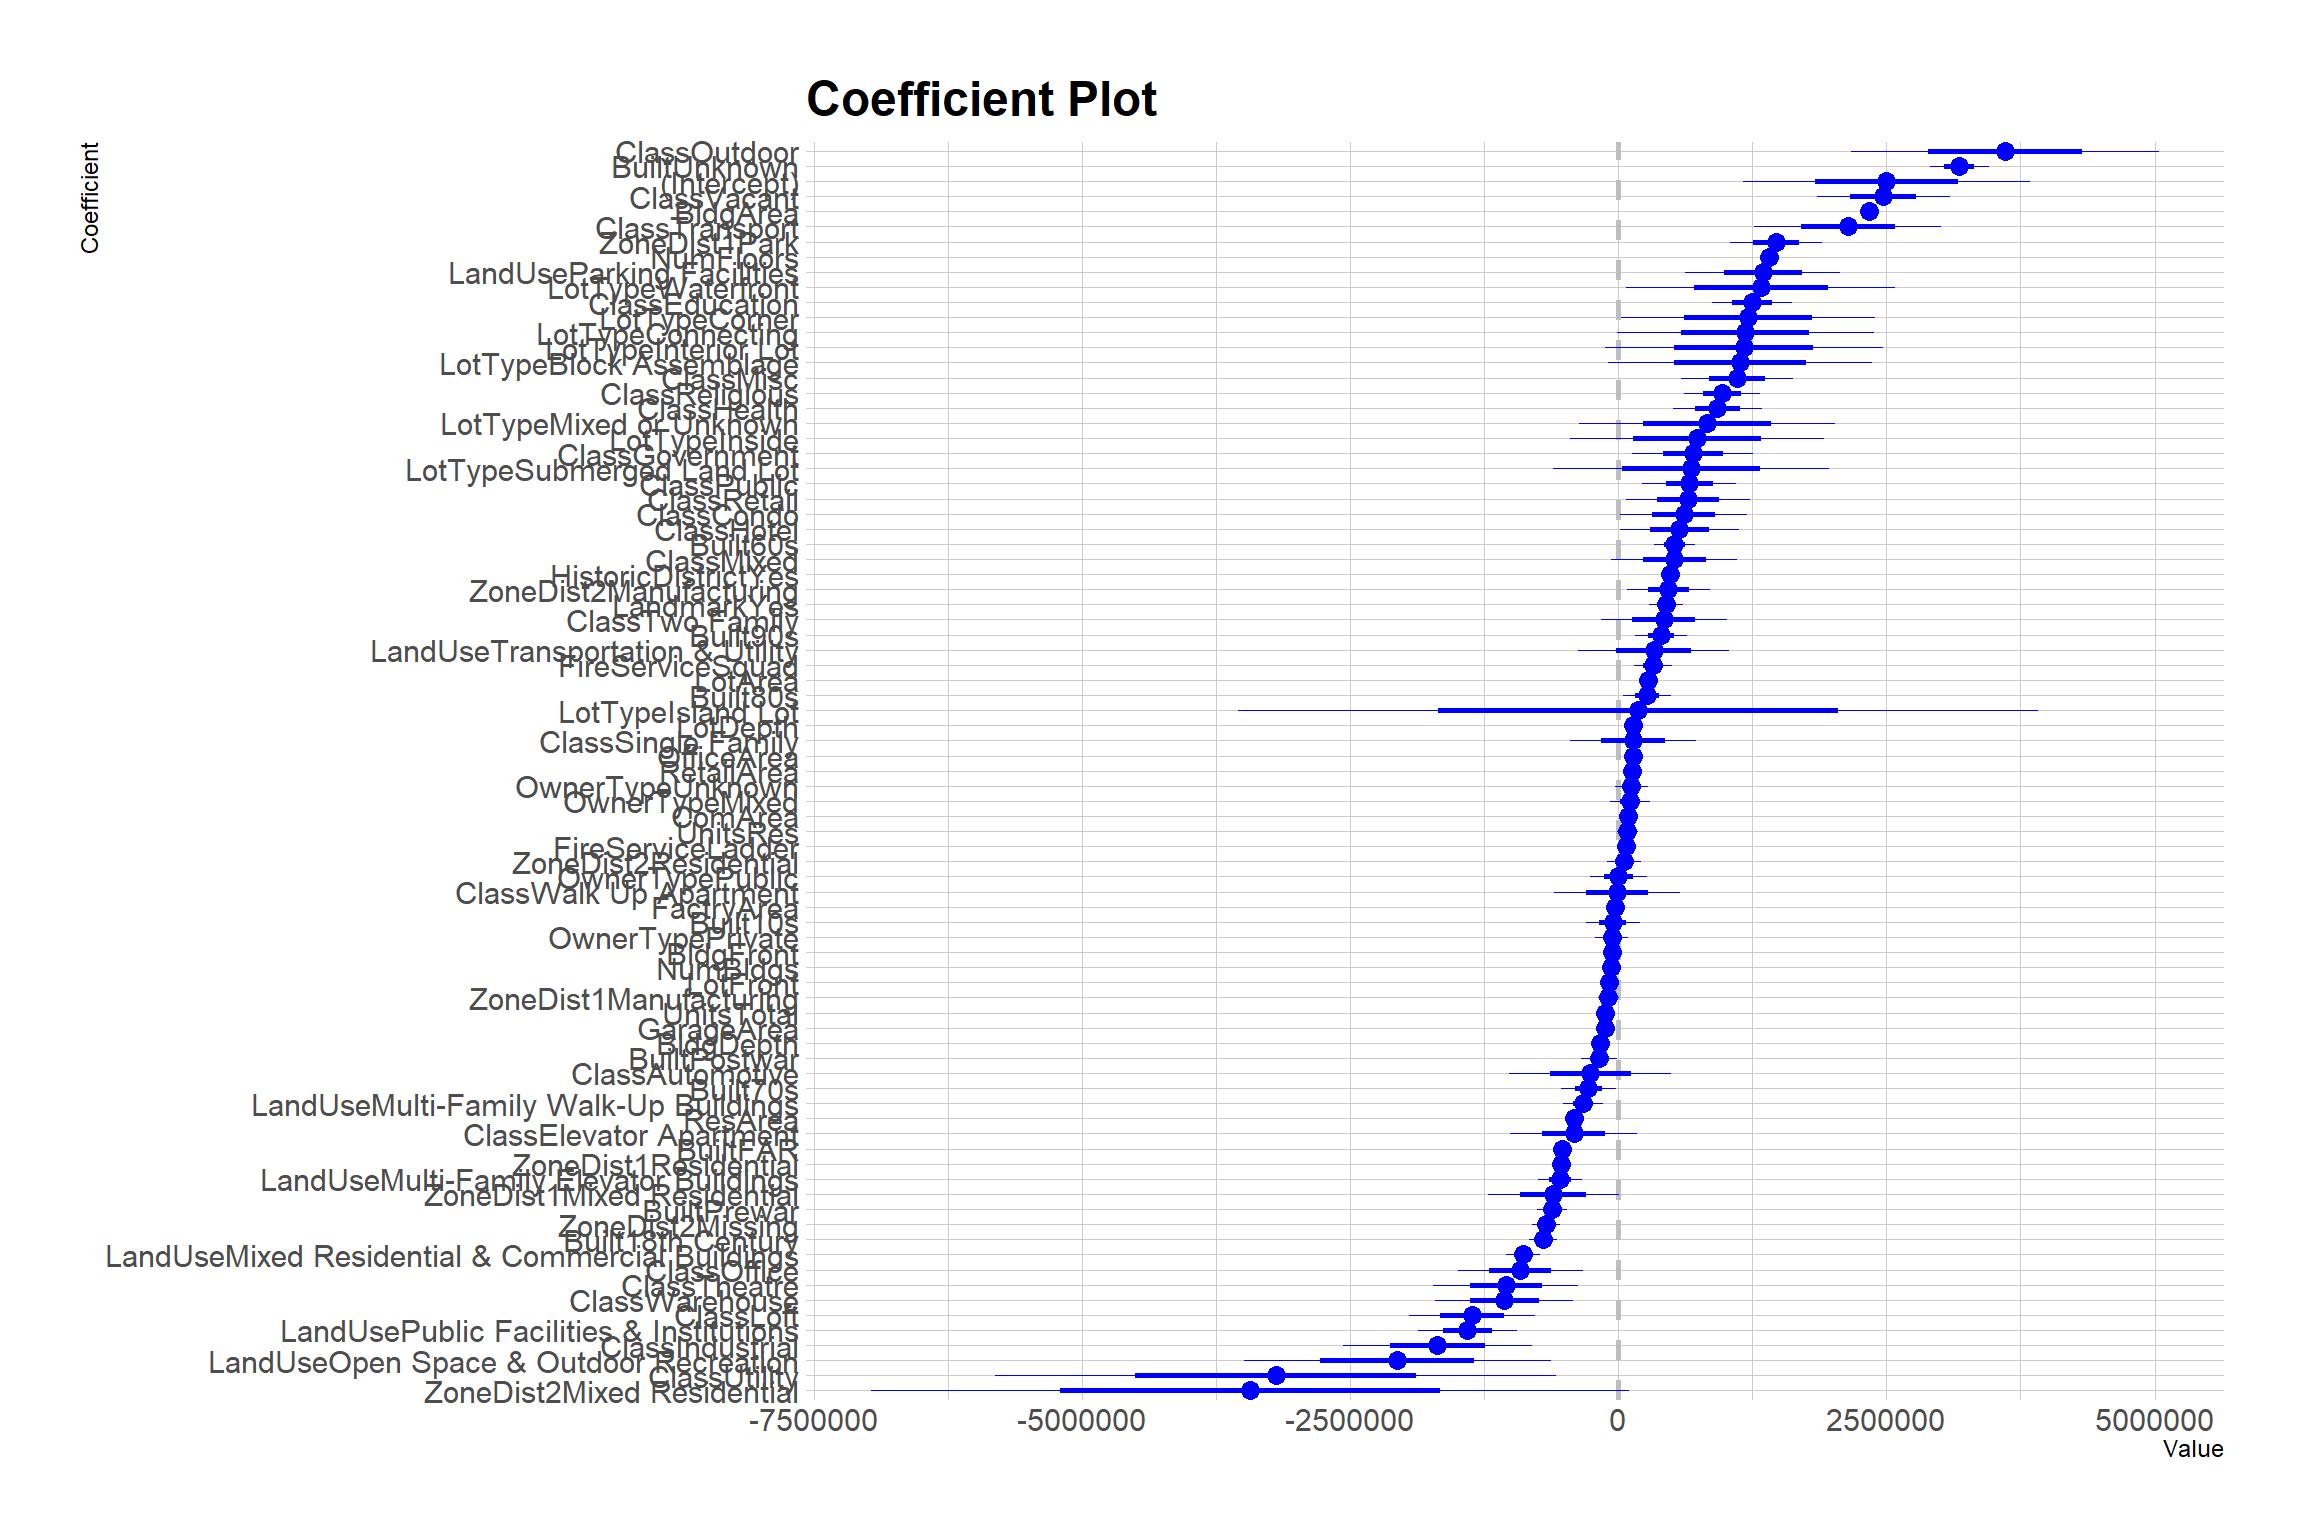 Coefficient Plot
Coefficient
ClassOutdoor
BuiltUnknown
(Intercept)
ClassVacant
BldgArea
ClassTransport
ZoneDist1Park
NumFloors
LandUseParking Facilities
LotTypeWaterfront
ClassEducation
LotTypeCorner
LotTypeConnecting
LotTypeInterior Lot
LotTypeBlock Assemblage
ClassMisc
ClassReligious
ClassHealth
LotTypeMixed or Unknown
LotTypeInside
ClassGovernment
LotTypeSubmerged Land Lot
ClassPublic
ClassRetail
ClassCondo
ClassHotel
Built60s
ClassMixed
HistoricDistrictYes
ZoneDist2Manufacturing
LandmarkYes
ClassTwo Family
Built90s
LandUseTransportation & Utility
FireServiceSquad
LotArea
Built80s
LotTypeIsland Lot
LotDepth
ClassSingle Family
OfficeArea
RetailArea
OwnerTypeUnknown
OwnerTypeMixed
ComArea
UnitsRes
FireServiceLadder
ZoneDist2Residential
OwnerTypePublic
ClassWalk Up Apartment
FactryArea
Built10s
OwnerTypePrivate
BldgFront
NumBldgs
LotFront
ZoneDist1Manufacturing
UnitsTotal
GarageArea
BldgDepth
BuiltPostwar
ClassAutomotive
Built70s
LandUseMulti-Family Walk-Up Buildings
ResArea
ClassElevator Apartment
BuiltFAR
ZoneDist1Residential
LandUseMulti-Family Elevator Buildings
ZoneDist1Mixed Residential
BuiltPrewar
ZoneDist2Missing
Built18th Century
LandUseMixed Residential & Commercial Buildings
ClassOffice
ClassTheatre
ClassWarehouse
ClassLoft
LandUsePublic Facilities & Institutions
ClassIndustrial
LandUseOpen Space & Outdoor Recreation
ClassUtility
ZoneDist2Mixed Residential
-7500000 -5000000 -2500000 0 2500000 5000000
Value